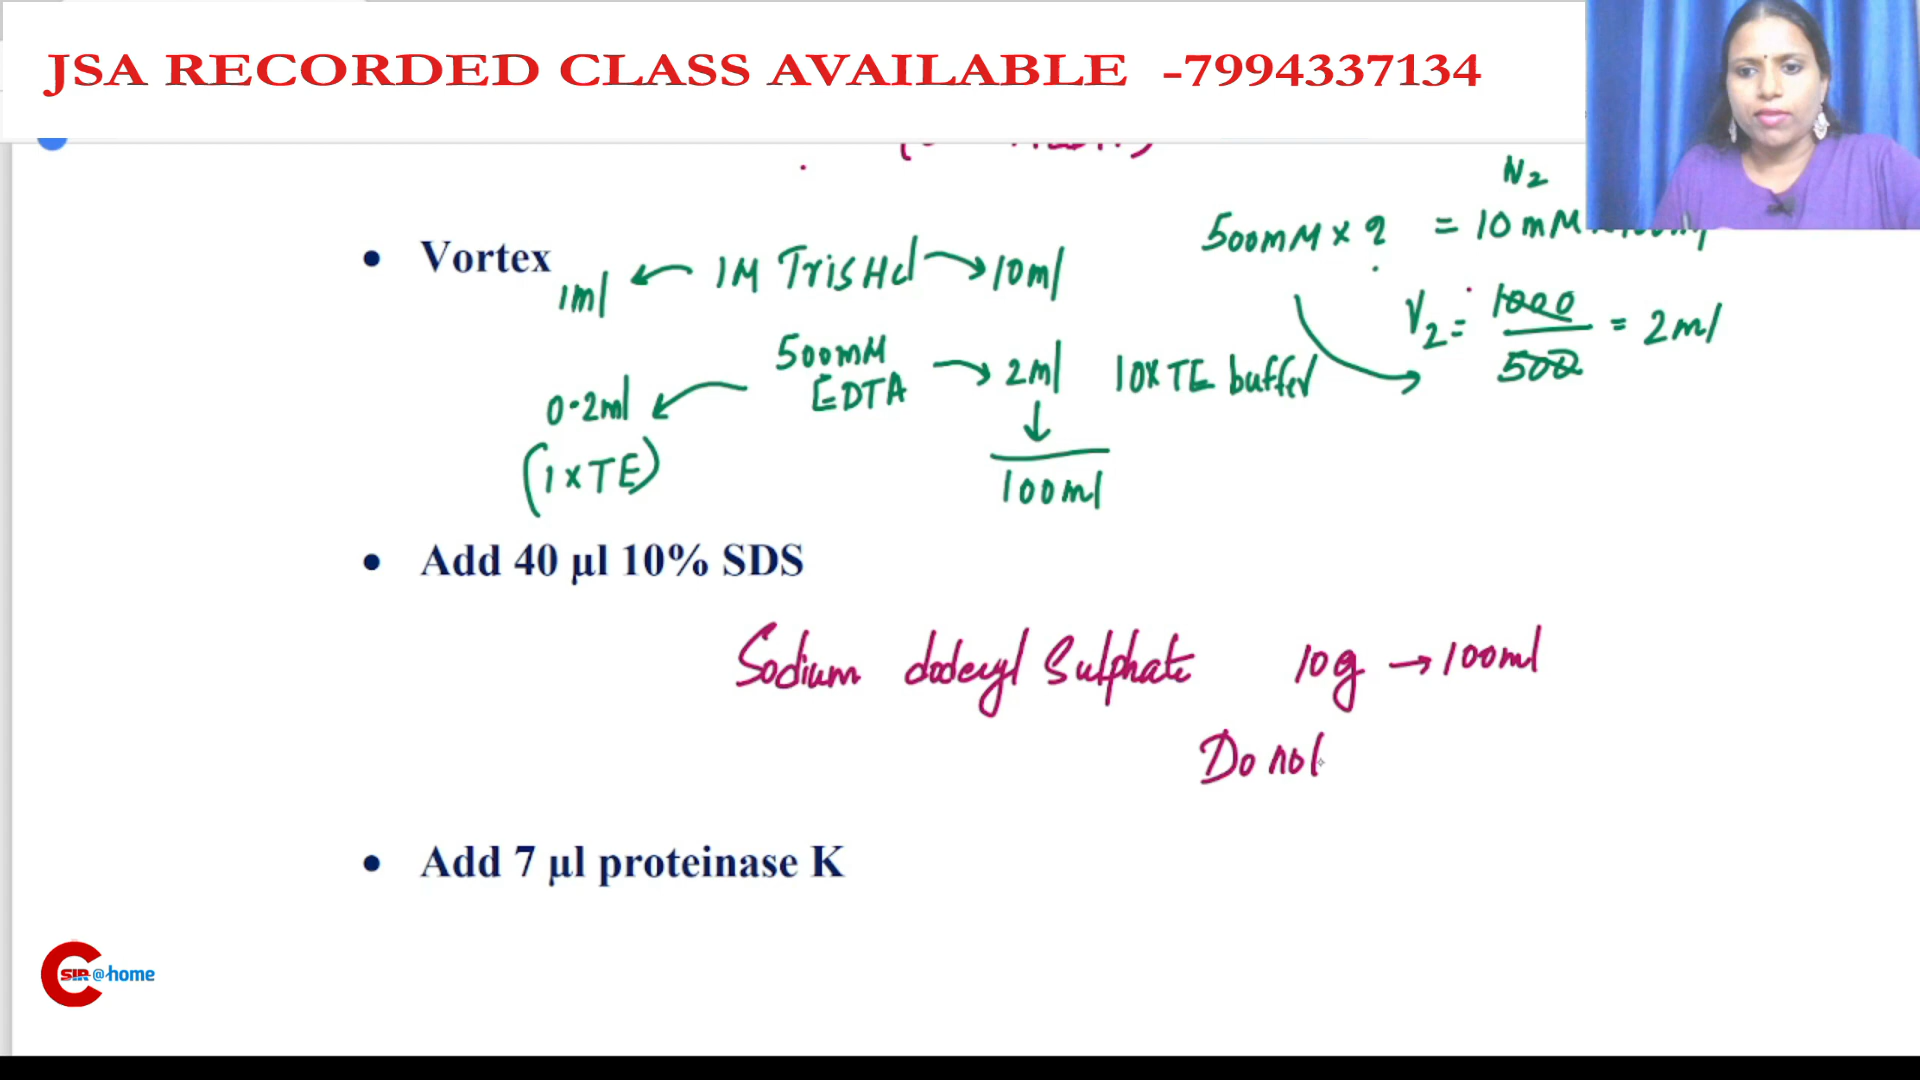 JSA RECORDED CLASS AVAILABLE -7994337134
N2
500mM x ? = 10mM
• Vortex
1ml ← 1M TrisHCl → 10ml
V2 = 1000 / 500 = 2ml
500mM EDTA → 2ml 10x TE buffer
0.2ml
(1xTE)
100ml
• Add 40 µl 10% SDS
Sodium dodecyl Sulphate 10g → 100ml
Do not
• Add 7 µl proteinase K
CSIR@home